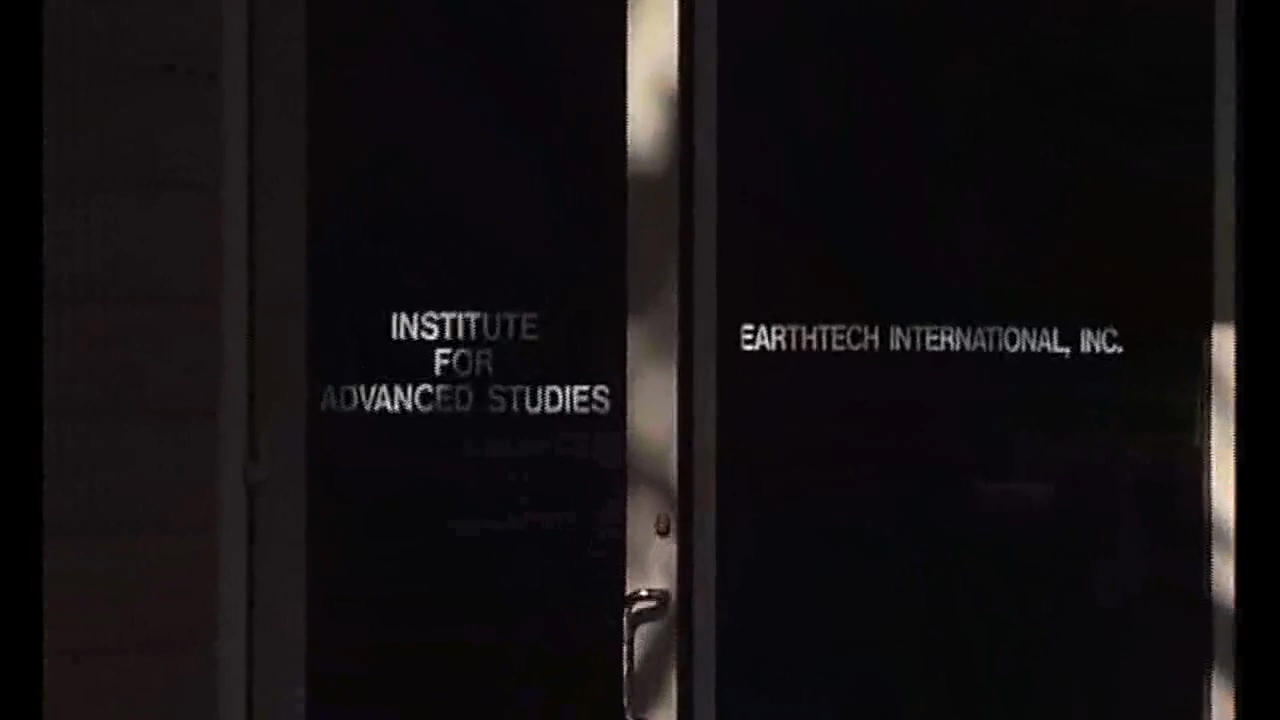 INSTITUTE
FOR
ADVANCED STUDIES
EARTHTECH INTERNATIONAL, INC.